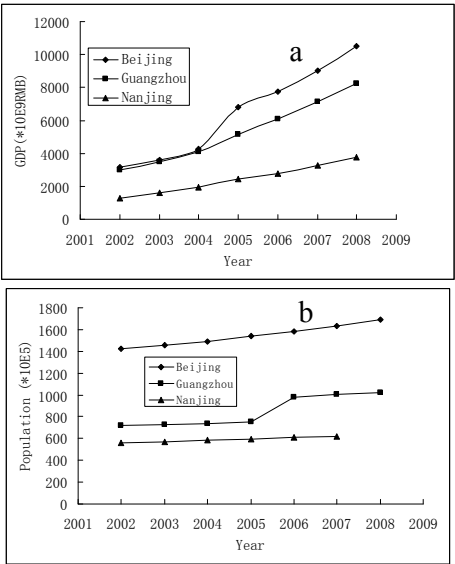 12000
10000
8000
6000
4000
2000
0
GDP(*10E9RMB)
a
Beijing
Guangzhou
Nanjing
2001 2002 2003 2004 2005 2006 2007 2008 2009
Year
1800
1600
1400
1200
1000
800
600
400
200
0
Population (*10E5)
b
Beijing
Guangzhou
Nanjing
2001 2002 2003 2004 2005 2006 2007 2008 2009
Year